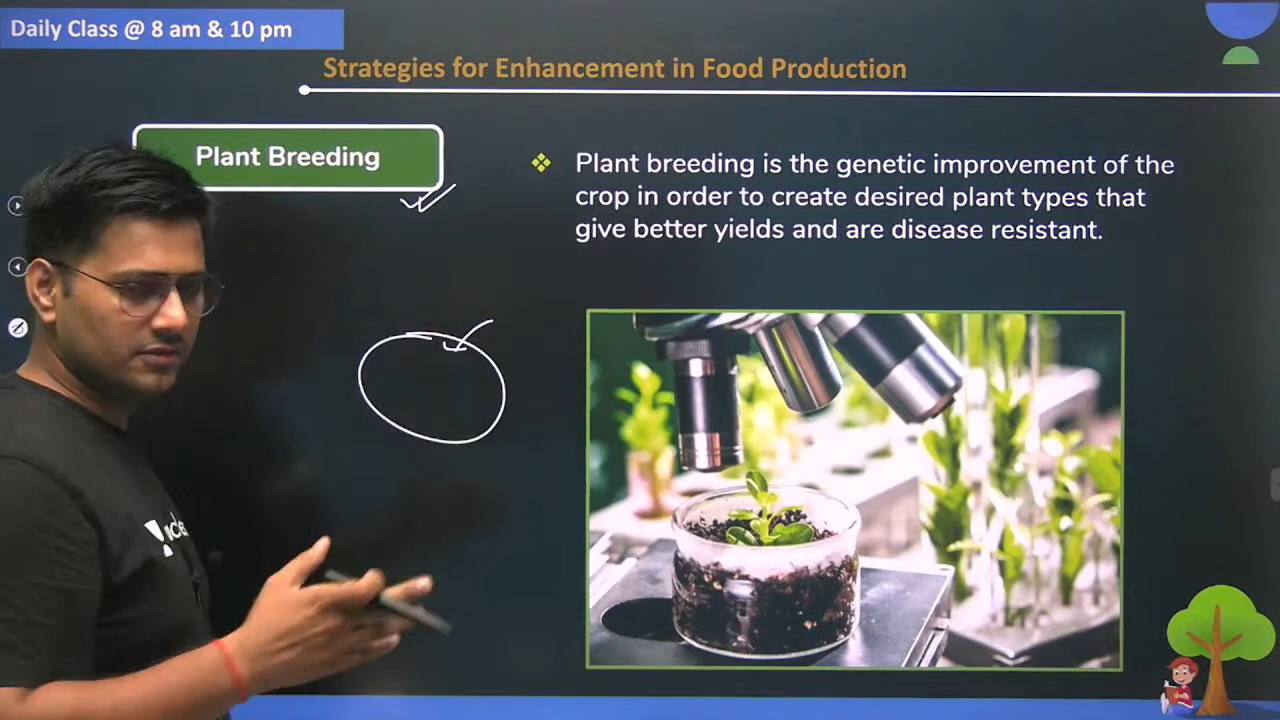 Daily Class @ 8 am & 10 pm
Strategies for Enhancement in Food Production
Plant Breeding
Plant breeding is the genetic improvement of the
crop in order to create desired plant types that
give better yields and are disease resistant.